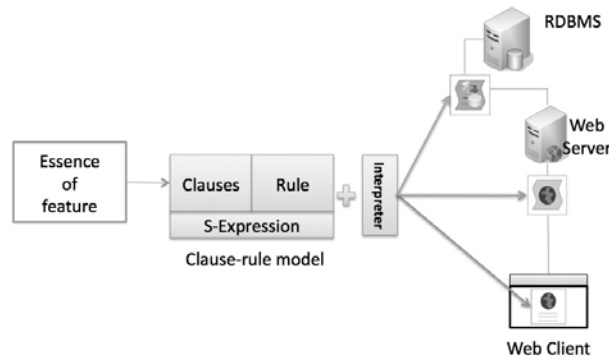 RDBMS
Web
Server
Essence
of
feature
Clauses
Rule
S-Expression
Interpreter
Clause-rule model
Web Client